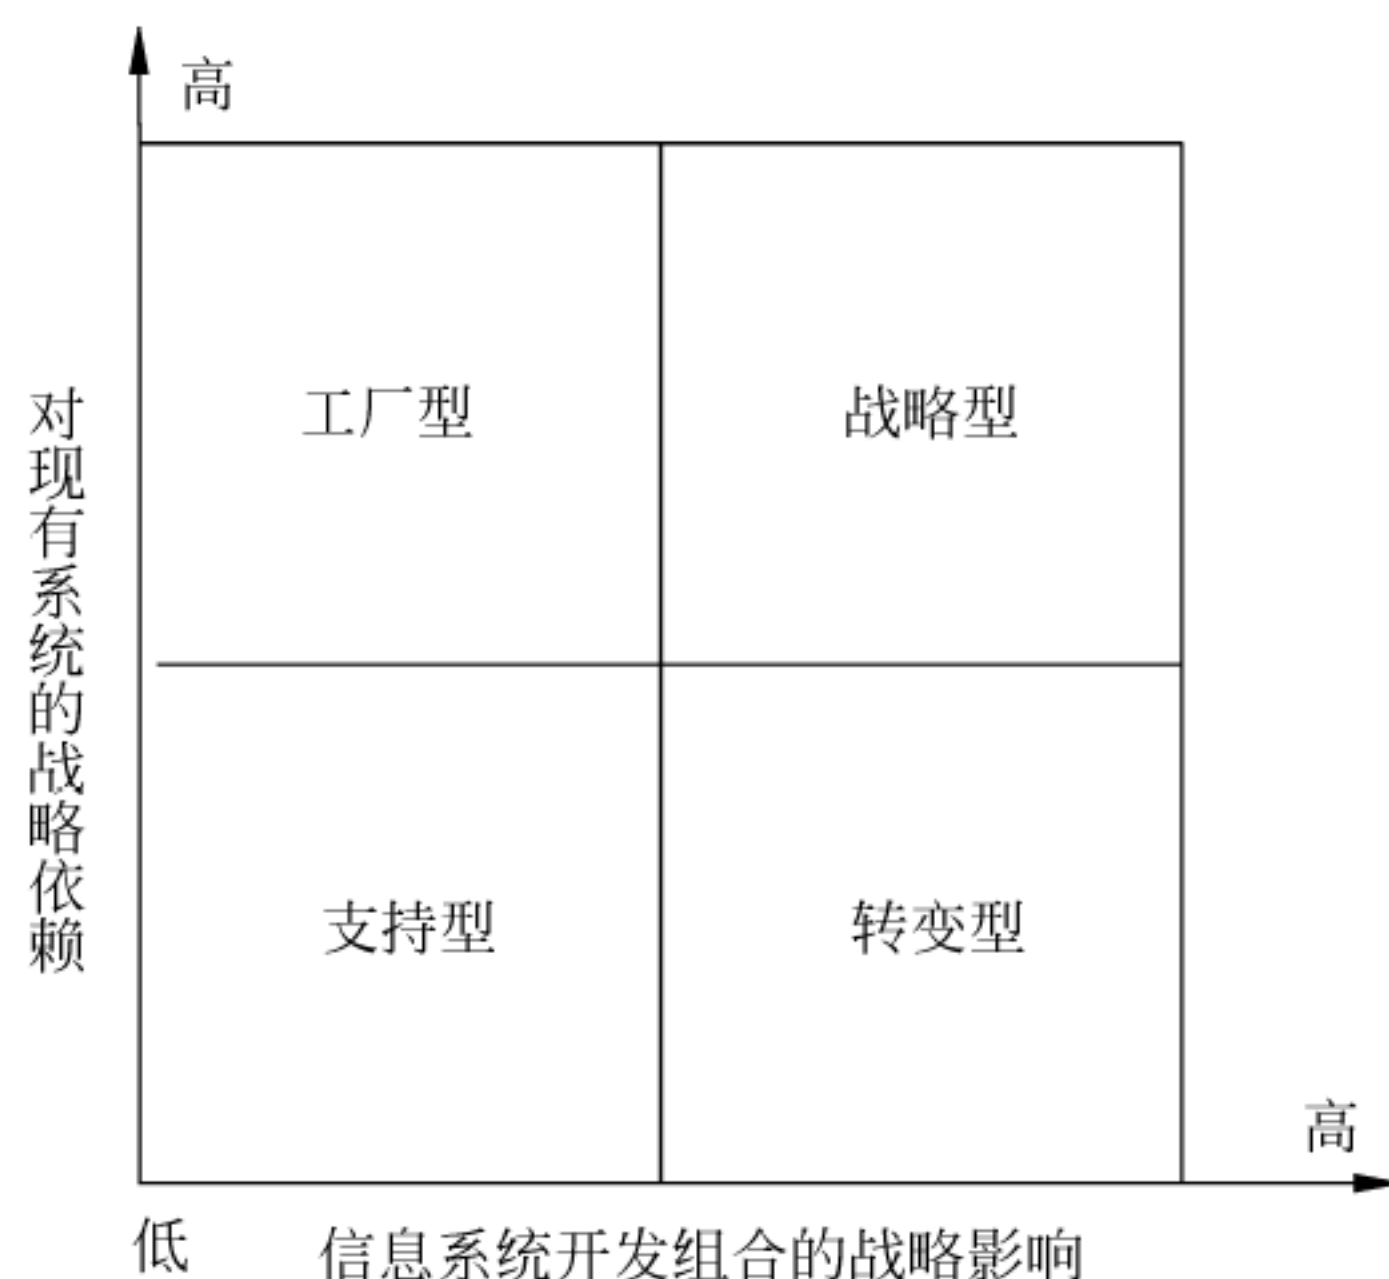 高
工厂型
战略型
对现有系统的战略依赖
支持型
转变型
高
低
信息系统开发组合的战略影响